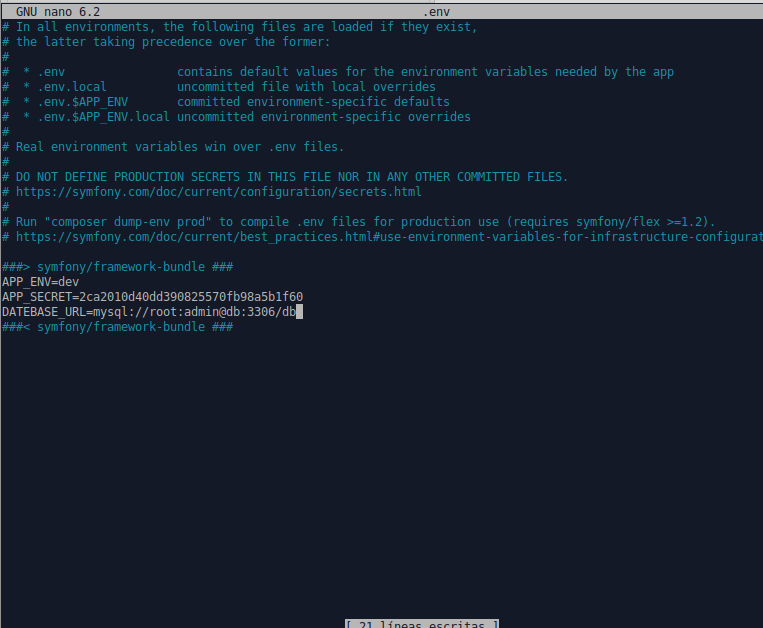 GNU nano 6.2 .env
# In all environments, the following files are loaded if they exist,
# the latter taking precedence over the former:
#
#  * .env                contains default values for the environment variables needed by the app
#  * .env.local          uncommitted file with local overrides
#  * .env.$APP_ENV       committed environment-specific defaults
#  * .env.$APP_ENV.local uncommitted environment-specific overrides
#
# Real environment variables win over .env files.
#
# DO NOT DEFINE PRODUCTION SECRETS IN THIS FILE NOR IN ANY OTHER COMMITTED FILES.
# https://symfony.com/doc/current/configuration/secrets.html
#
# Run "composer dump-env prod" to compile .env files for production use (requires symfony/flex >=1.2).
# https://symfony.com/doc/current/best_practices.html#use-environment-variables-for-infrastructure-configurat
###> symfony/framework-bundle ###
APP_ENV=dev
APP_SECRET=2ca2010d40dd390825570fb98a5b1f60
DATEBASE_URL=mysql://root:admin@db:3306/db
###< symfony/framework-bundle ###
[ 21 líneas escritas ]